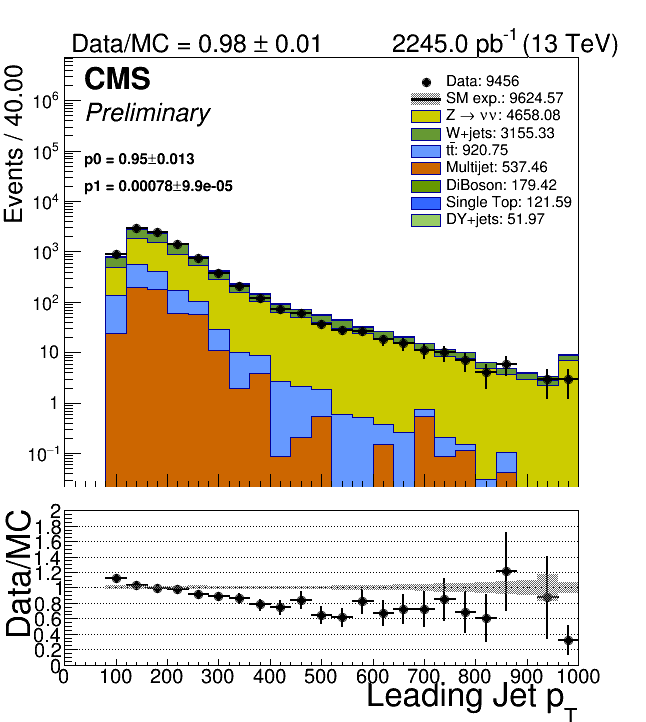 Data/MC = 0.98 ± 0.01 2245.0 pb⁻¹ (13 TeV)
CMS
Preliminary
p0 = 0.95±0.013
p1 = 0.00078±9.9e-05
Data: 9456
SM exp.: 9624.57
Z → νν: 4658.08
W+jets: 3155.33
tt̄: 920.75
Multijet: 537.46
DiBoson: 179.42
Single Top: 121.59
DY+jets: 51.97
Events / 40.00
10⁶
10⁵
10⁴
10³
10²
10
1
10⁻¹
Data/MC
2
1.8
1.6
1.4
1.2
1
0.8
0.6
0.4
0.2
0
0 100 200 300 400 500 600 700 800 900 1000
Leading Jet p_T